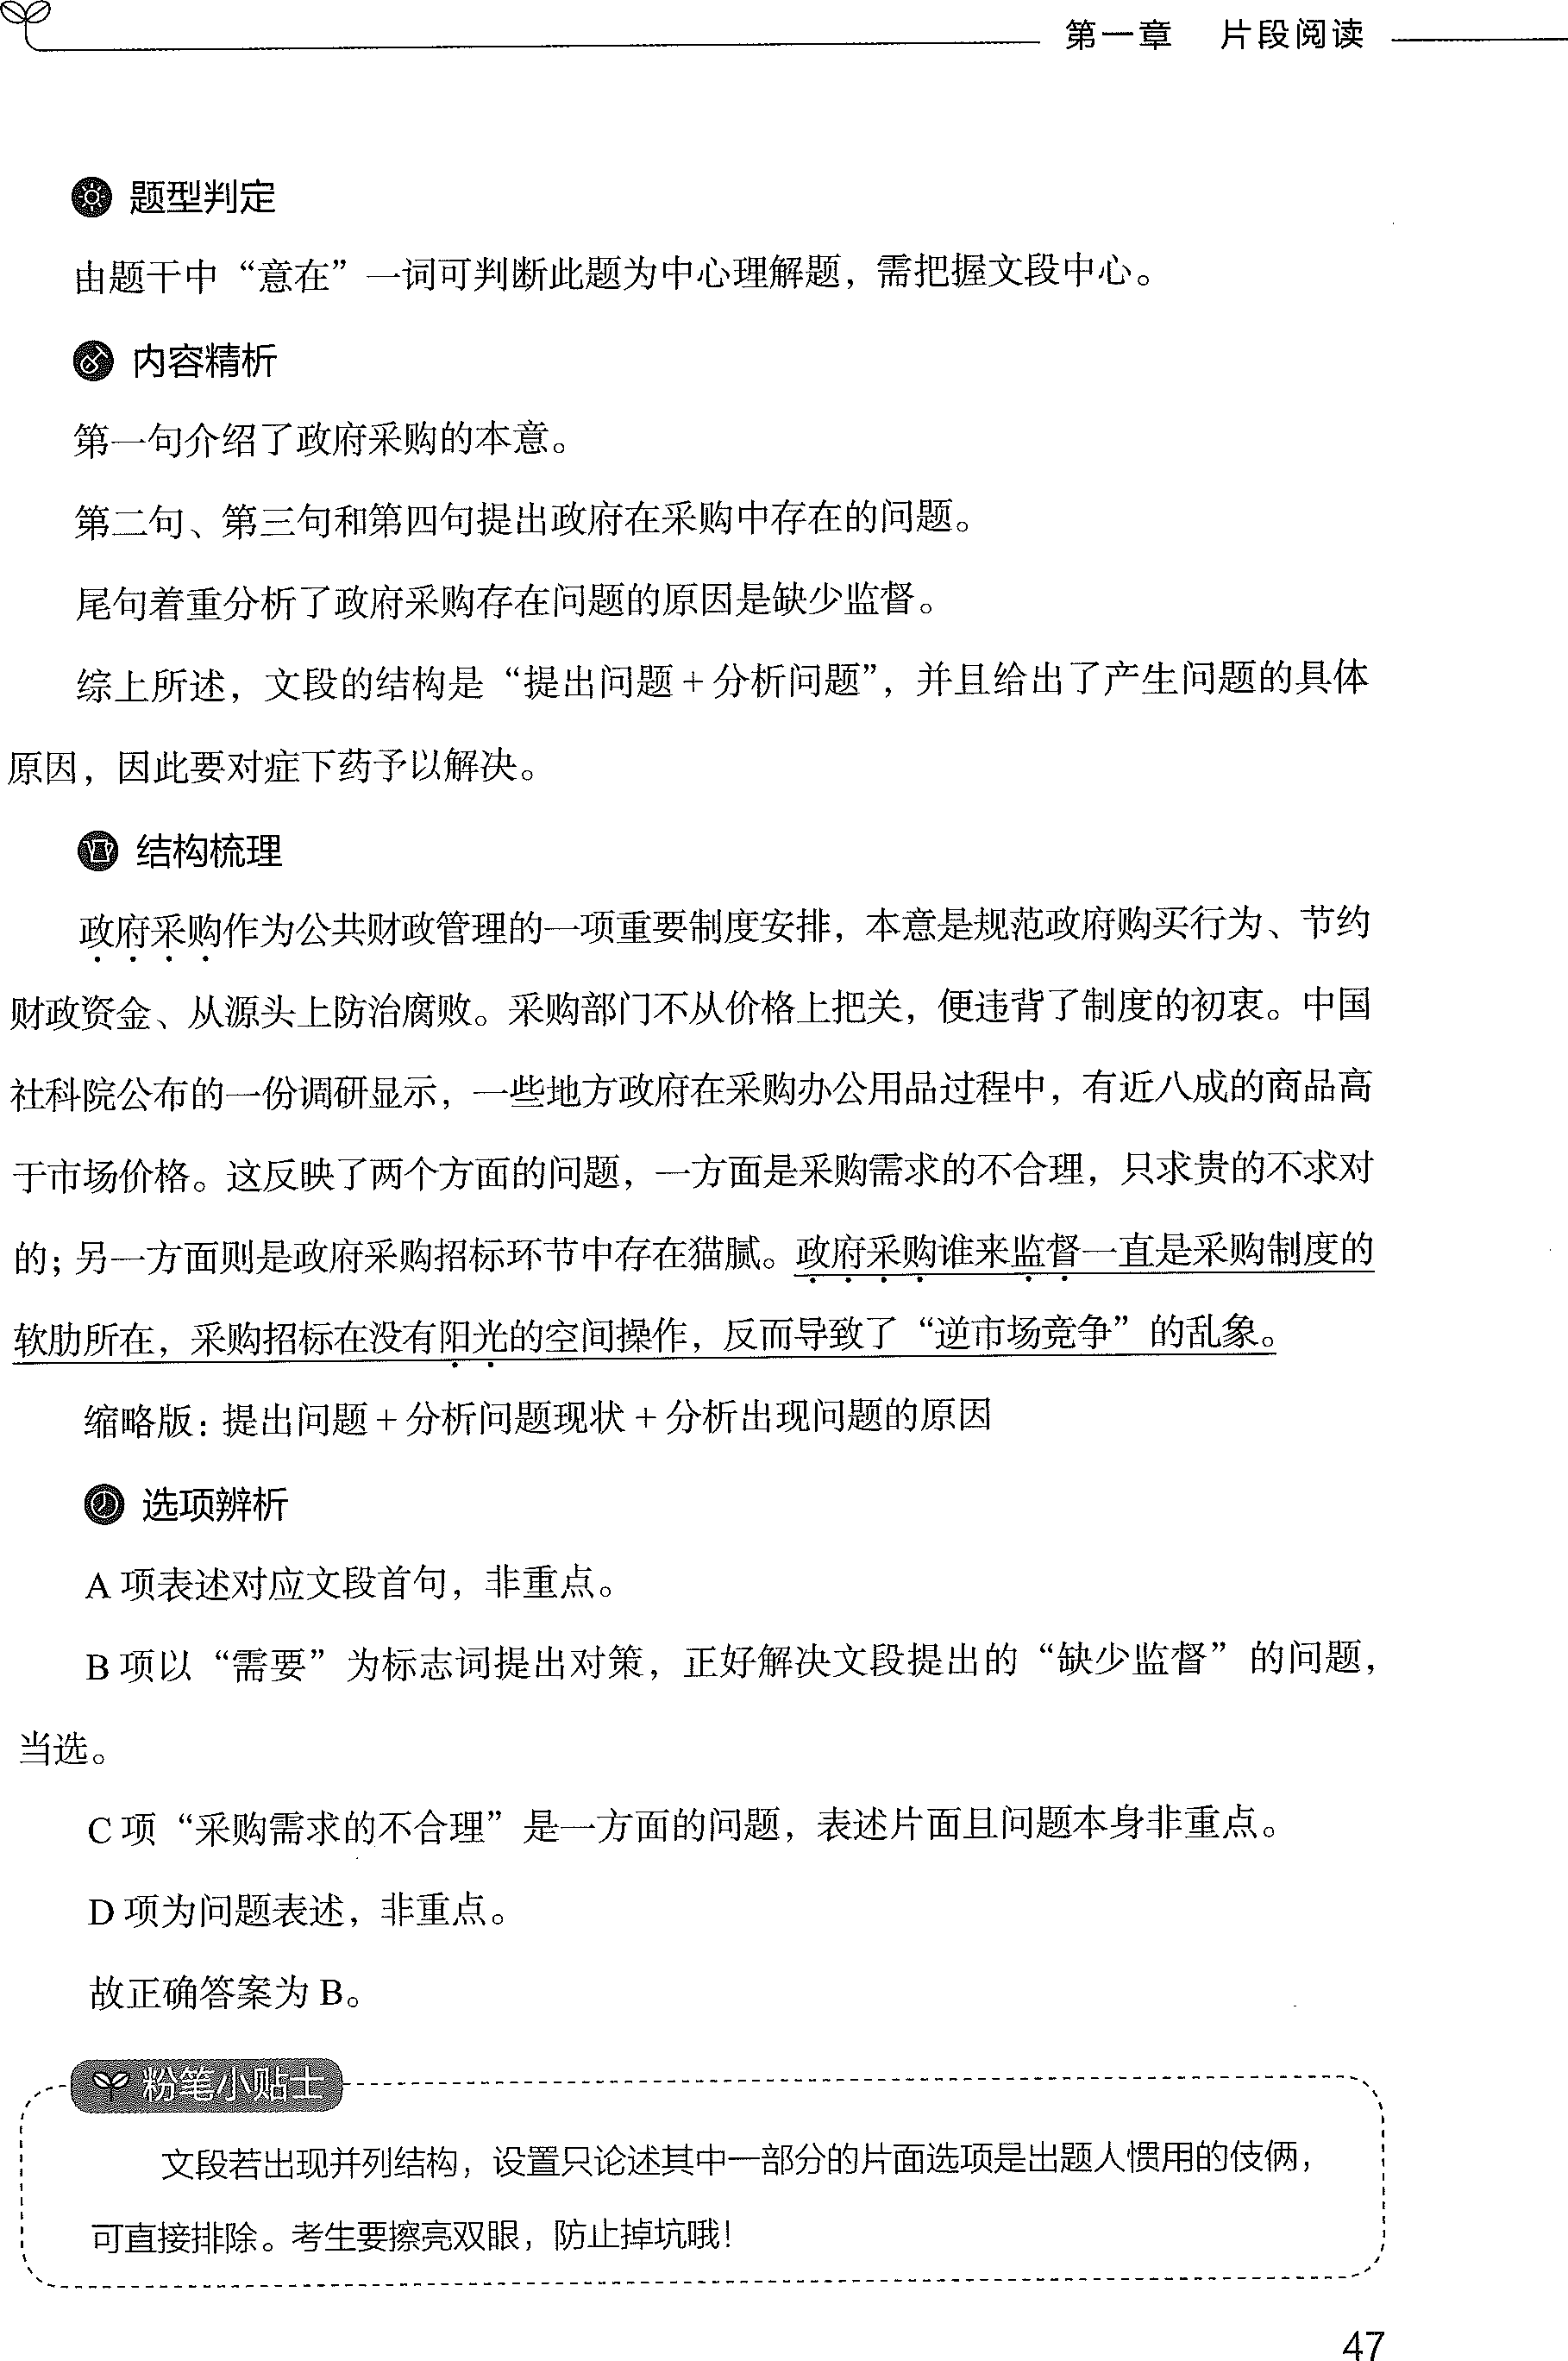 第一章 片段阅读
题型判定
由题干中“意在”一词可判断此题为中心理解题，需把握文段中心。
内容精析
第一句介绍了政府采购的本意。
第二句、第三句和第四句提出政府在采购中存在的问题。
尾句着重分析了政府采购存在问题的原因是缺少监督。
综上所述，文段的结构是“提出问题+分析问题”，并且给出了产生问题的具体
原因，因此要对症下药予以解决。
结构梳理
政府采购作为公共财政管理的一项重要制度安排，本意是规范政府购买行为、节约
财政资金、从源头上防治腐败。采购部门不从价格上把关，便违背了制度的初衷。中国
社科院公布的一份调研显示，一些地方政府在采购办公用品过程中，有近八成的商品高
于市场价格。这反映了两个方面的问题，一方面是采购需求的不合理，只求贵的不求对
的；另一方面则是政府采购招标环节中存在猫腻。政府采购谁来监督一直是采购制度的
软肋所在，采购招标在没有阳光的空间操作，反而导致了“逆市场竞争”的乱象。
缩略版：提出问题+分析问题现状+分析出现问题的原因
选项辨析
A 项表述对应文段首句，非重点。
B 项以“需要”为标志词提出对策，正好解决文段提出的“缺少监督”的问题，
当选。
C 项“采购需求的不合理”是一方面的问题，表述片面且问题本身非重点。
D 项为问题表述，非重点。
故正确答案为 B。
粉笔小贴士
文段若出现并列结构，设置只论述其中一部分的片面选项是出题人惯用的伎俩，
可直接排除。考生要擦亮双眼，防止掉坑哦！
47